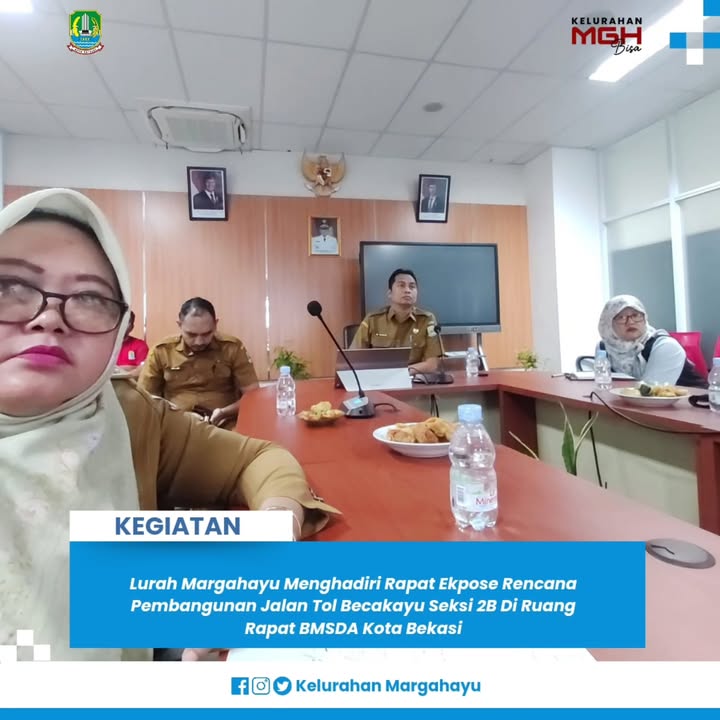 KELURAHAN
MGH
Bisa
KEGIATAN
Lurah Margahayu Menghadiri Rapat Ekpose Rencana
Pembangunan Jalan Tol Becakayu Seksi 2B Di Ruang
Rapat BMSDA Kota Bekasi
Kelurahan Margahayu